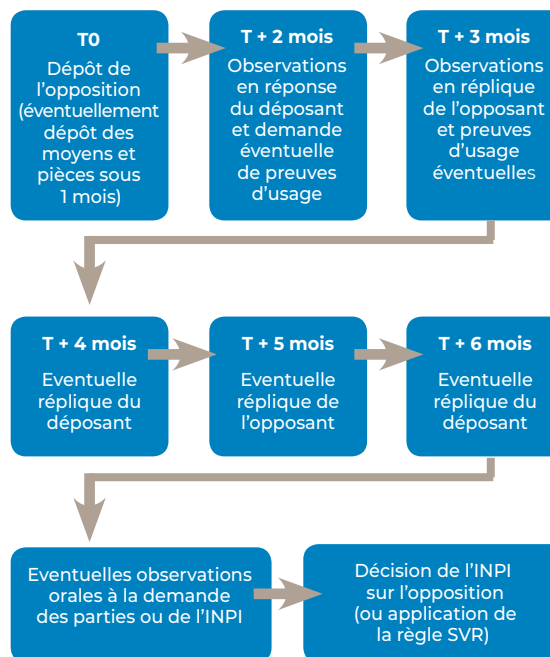 T0
Dépôt de
l'opposition
(éventuellement
dépôt des
moyens et
pièces sous
1 mois)
T + 2 mois
Observations
en réponse
du déposant
et demande
éventuelle
de preuves
d'usage
T + 3 mois
Observations
en réplique
de l'opposant
et preuves
d'usage
éventuelles
T + 4 mois
Eventuelle
réplique du
déposant
T + 5 mois
Eventuelle
réplique de
l'opposant
T + 6 mois
Eventuelle
réplique du
déposant
Eventuelles observations
orales à la demande
des parties ou de l'INPI
Décision de l'INPI
sur l'opposition
(ou application de
la règle SVR)